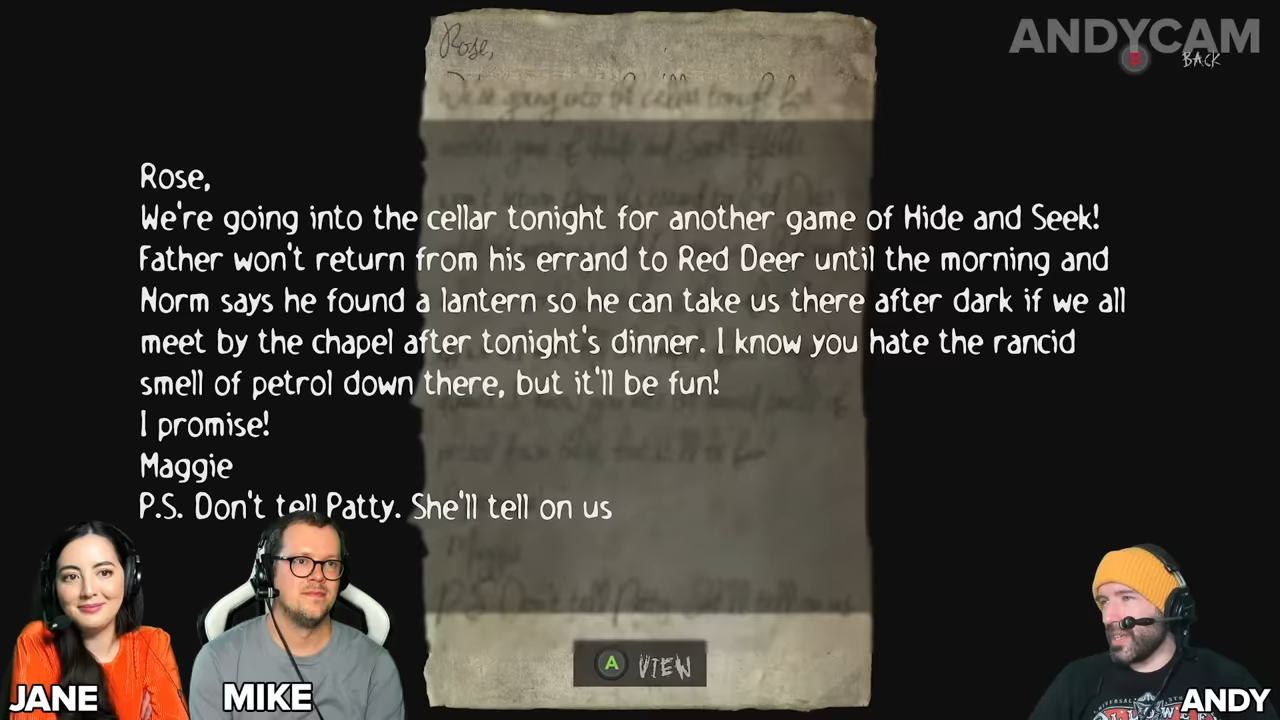 ANDYCAM
B BACK
Rose,
Rose,
We're going into the cellar tonight for another game of Hide and Seek!
Father won't return from his errand to Red Deer until the morning and
Norm says he found a lantern so he can take us there after dark if we all
meet by the chapel after tonight's dinner. I know you hate the rancid
smell of petrol down there, but it'll be fun!
I promise!
Maggie
P.S. Don't tell Patty. She'll tell on us
A VIEW
JANE
MIKE
ANDY